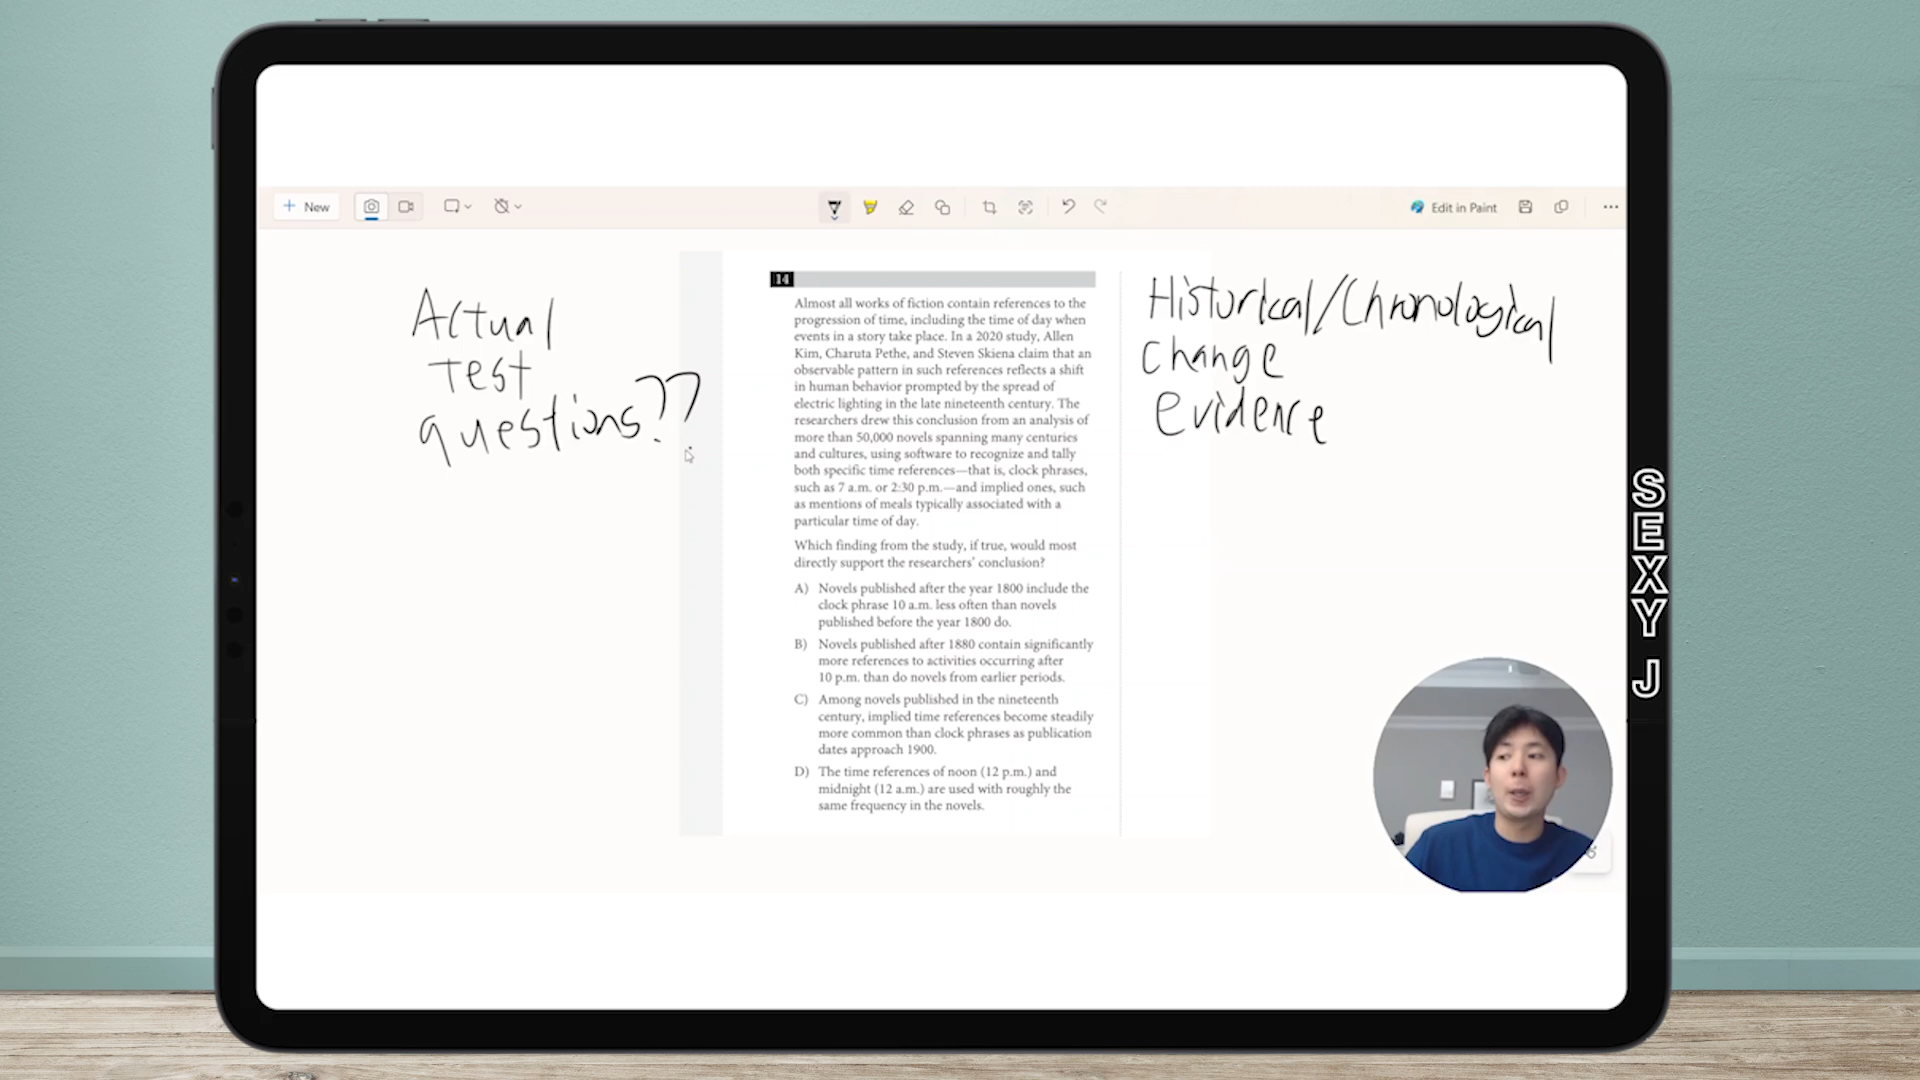 New
Edit in Paint
Actual
test
questions??
14
Almost all works of fiction contain references to the
progression of time, including the time of day when
events in a story take place. In a 2020 study, Allen
Kim, Charuta Pethe, and Steven Skiena claim that an
observable pattern in such references reflects a shift
in human behavior prompted by the spread of
electric lighting in the late nineteenth century. The
researchers drew this conclusion from an analysis of
more than 50,000 novels spanning many centuries
and cultures, using software to recognize and tally
both specific time references—that is, clock phrases,
such as 7 a.m. or 2:30 p.m.—and implied ones, such
as mentions of meals typically associated with a
particular time of day.
Which finding from the study, if true, would most
directly support the researchers' conclusion?
A) Novels published after the year 1800 include the
clock phrase 10 a.m. less often than novels
published before the year 1800 do.
B) Novels published after 1880 contain significantly
more references to activities occurring after
10 p.m. than do novels from earlier periods.
C) Among novels published in the nineteenth
century, implied time references become steadily
more common than clock phrases as publication
dates approach 1900.
D) The time references of noon (12 p.m.) and
midnight (12 a.m.) are used with roughly the
same frequency in the novels.
Historical/Chronological
Change
Evidence
SEXY J